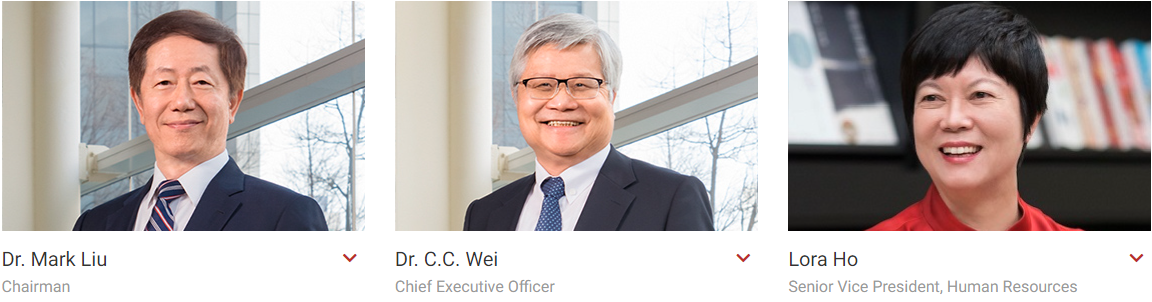 Dr. Mark Liu
Chairman
Dr. C.C. Wei
Chief Executive Officer
Lora Ho
Senior Vice President, Human Resources